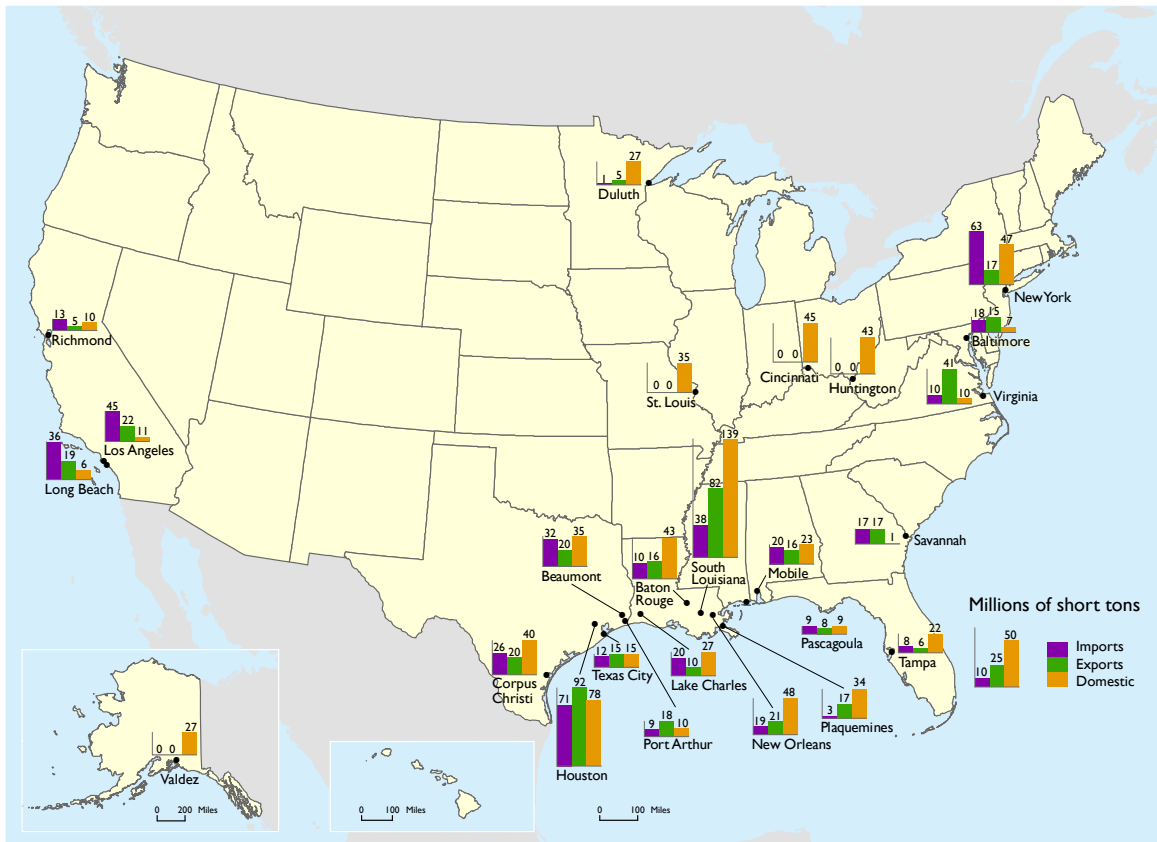 27
1 5
Duluth
63
47
17
New York
18 15
7
Baltimore
13
5 10
Richmond
45
0 0
Cincinnati
43
0 0
Huntington
35
0 0
St. Louis
41
10 10
Virginia
45
22
11
Los Angeles
36
19
6
Long Beach
139
82
38
South
Louisiana
32 35
20
Beaumont
43
10 16
Baton
Rouge
20 16 23
Mobile
17 17
1
Savannah
Millions of short tons
50
25
10
Imports
Exports
Domestic
9 8 9
Pascagoula
22
8 6
Tampa
40
26 20
Corpus
Christi
12 15 15
Texas City
27
20
10
Lake Charles
92
71 78
Houston
18
9 10
Port Arthur
48
19 21
New Orleans
34
17
3
Plaquemines
27
0 0
Valdez
0 200 Miles
0 100 Miles
0 100 Miles